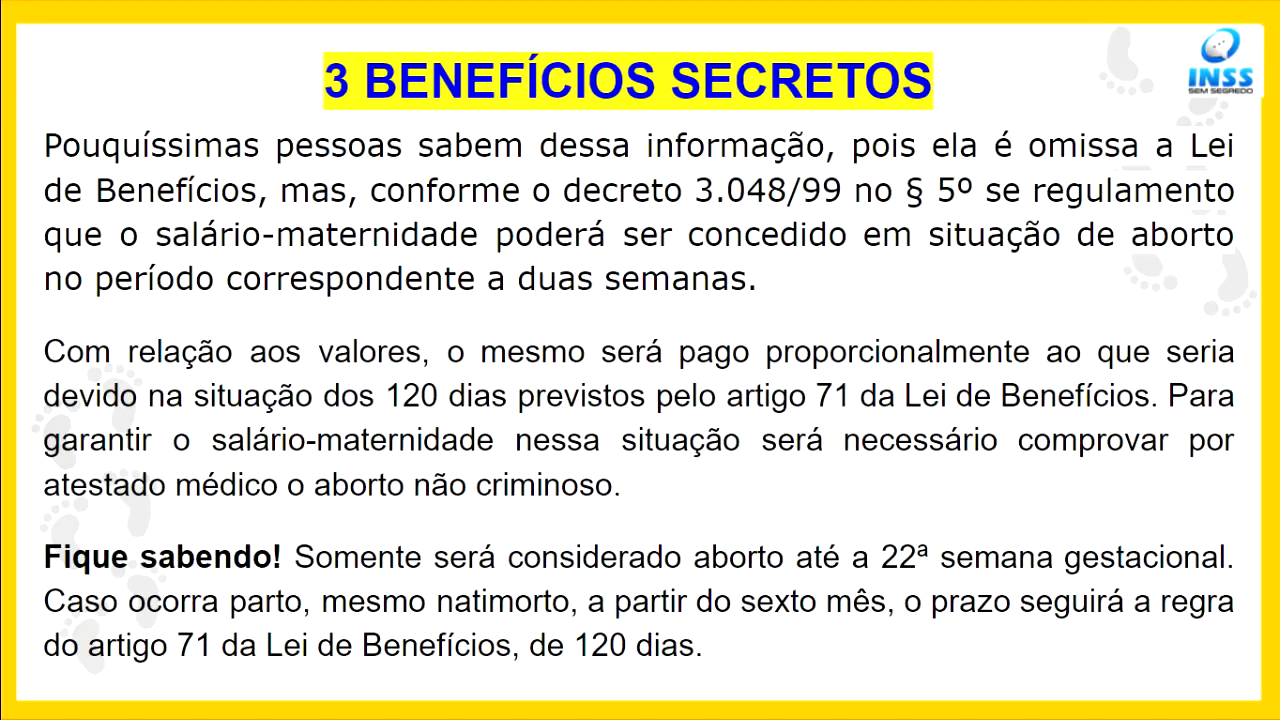 3 BENEFÍCIOS SECRETOS
INSS
SEM SEGREDO
Pouquíssimas pessoas sabem dessa informação, pois ela é omissa a Lei
de Benefícios, mas, conforme o decreto 3.048/99 no § 5º se regulamento
que o salário-maternidade poderá ser concedido em situação de aborto
no período correspondente a duas semanas.
Com relação aos valores, o mesmo será pago proporcionalmente ao que seria
devido na situação dos 120 dias previstos pelo artigo 71 da Lei de Benefícios. Para
garantir o salário-maternidade nessa situação será necessário comprovar por
atestado médico o aborto não criminoso.
Fique sabendo! Somente será considerado aborto até a 22ª semana gestacional.
Caso ocorra parto, mesmo natimorto, a partir do sexto mês, o prazo seguirá a regra
do artigo 71 da Lei de Benefícios, de 120 dias.